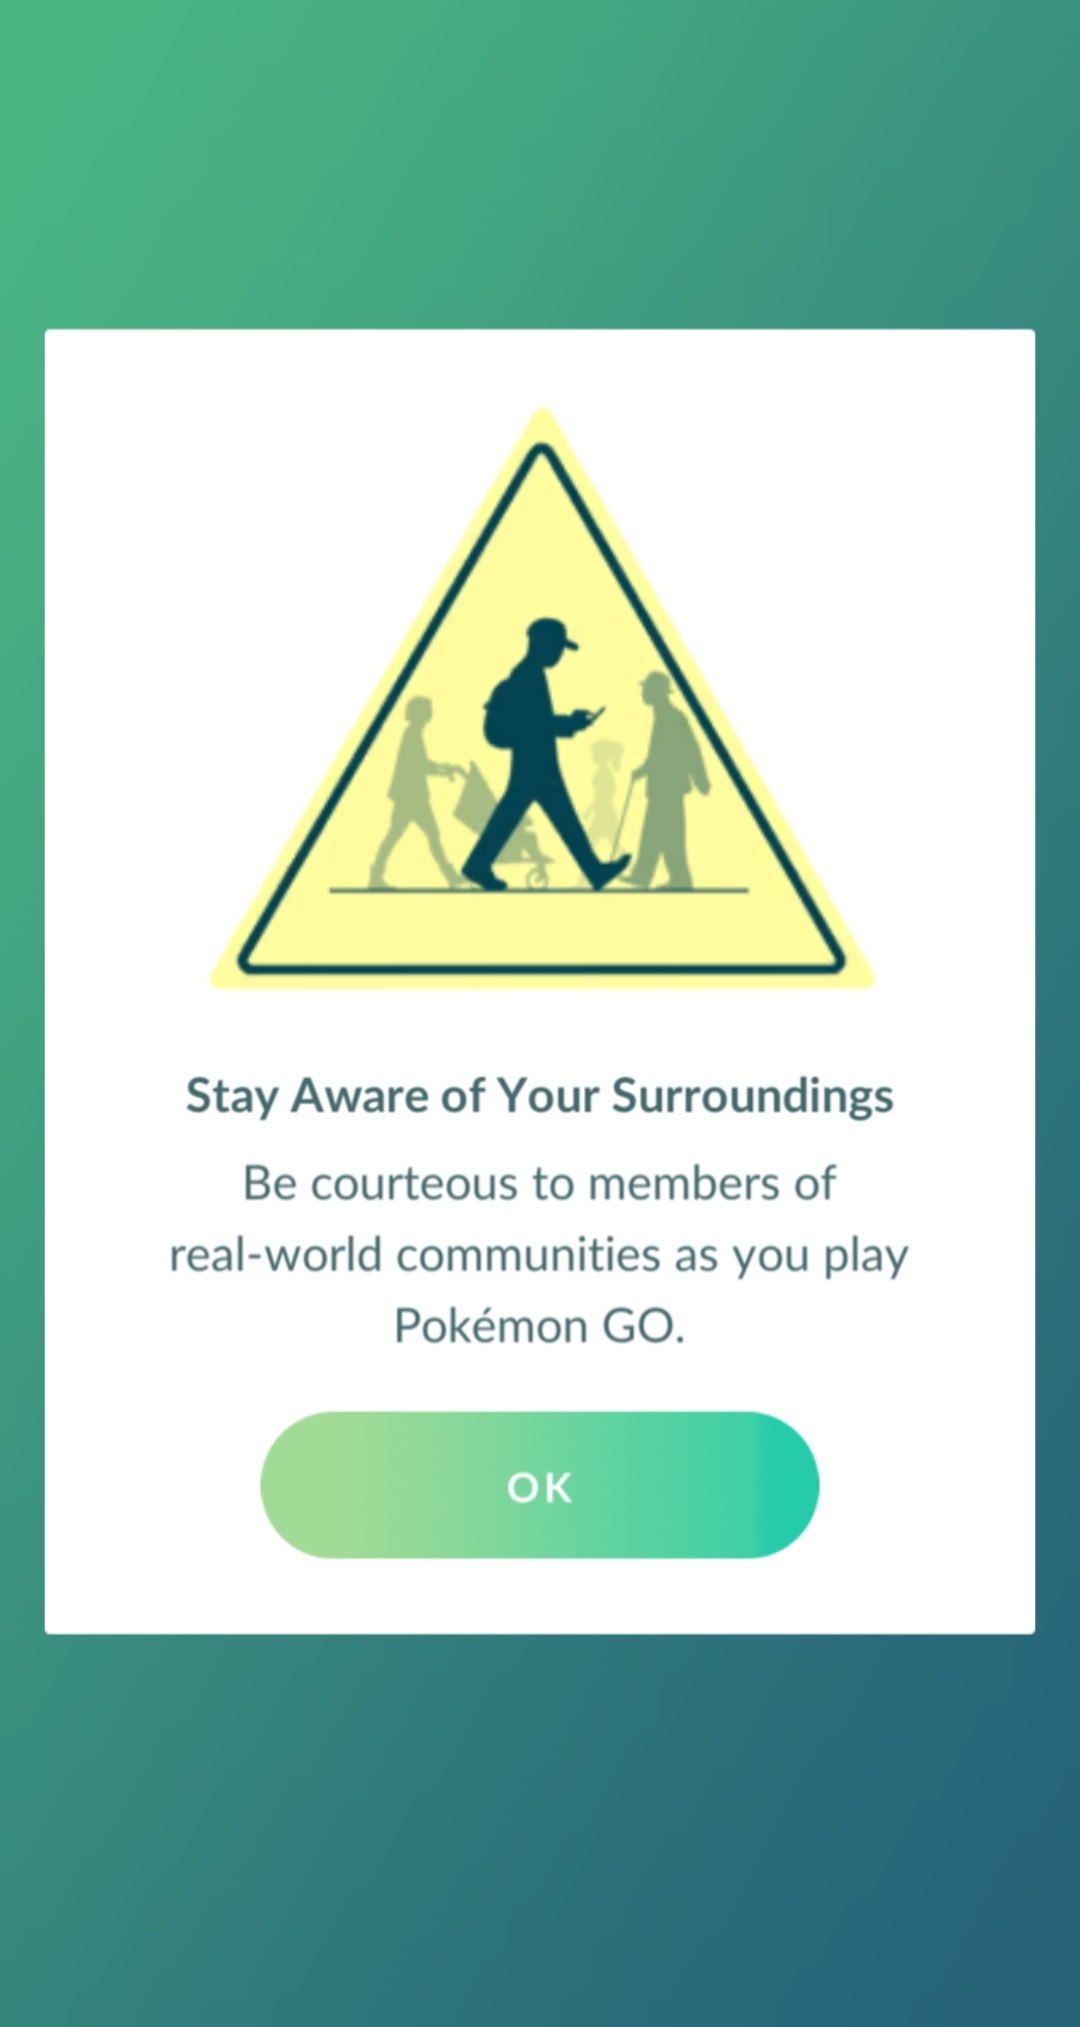 Stay Aware of Your Surroundings
Be courteous to members of
real-world communities as you play
Pokémon GO.
OK